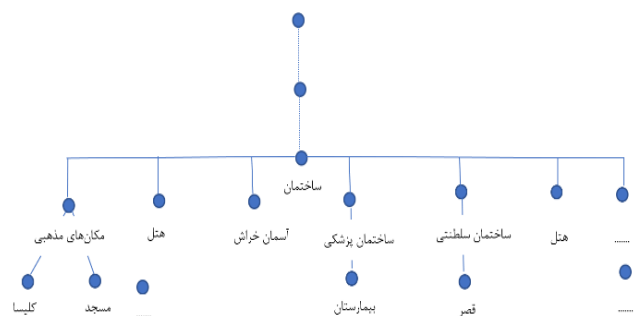 ساختمان
مکان‌های مذهبی
هتل
آسمان خراش
ساختمان پزشکی
ساختمان سلطنتی
هتل
......
کلیسا
مسجد
بیمارستان
قصر
......